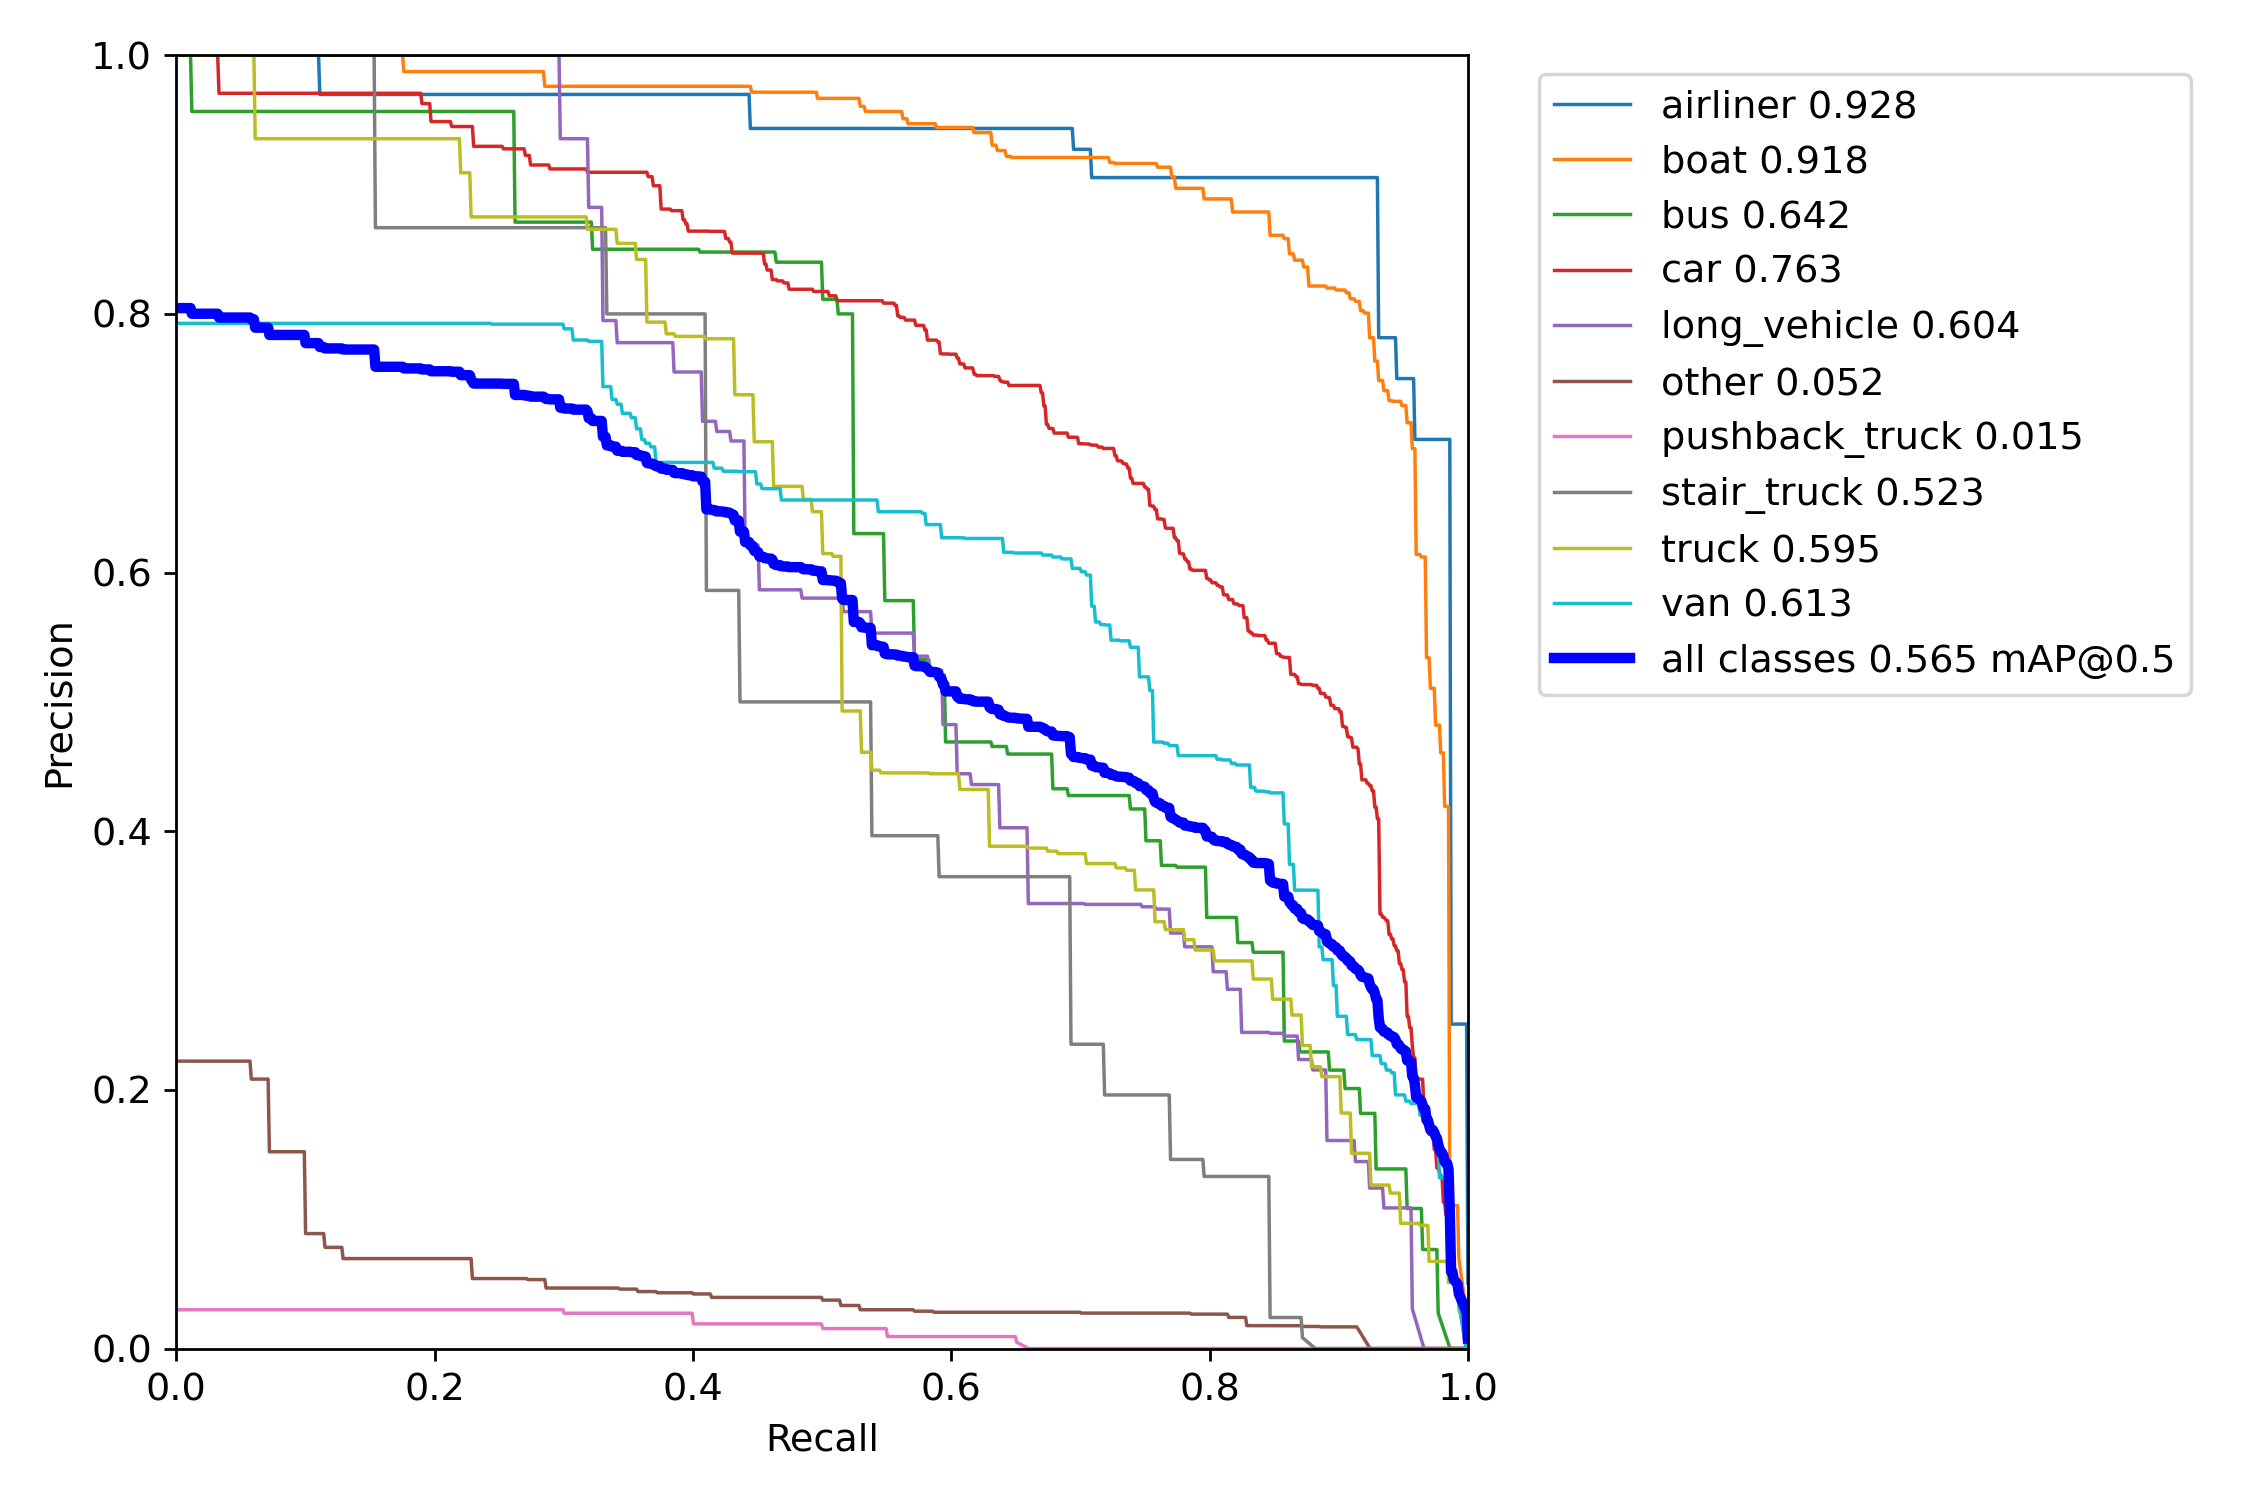 1.0
0.8
0.6
0.4
0.2
0.0
0.0 0.2 0.4 0.6 0.8 1.0
Precision
Recall
airliner 0.928
boat 0.918
bus 0.642
car 0.763
long_vehicle 0.604
other 0.052
pushback_truck 0.015
stair_truck 0.523
truck 0.595
van 0.613
all classes 0.565 mAP@0.5